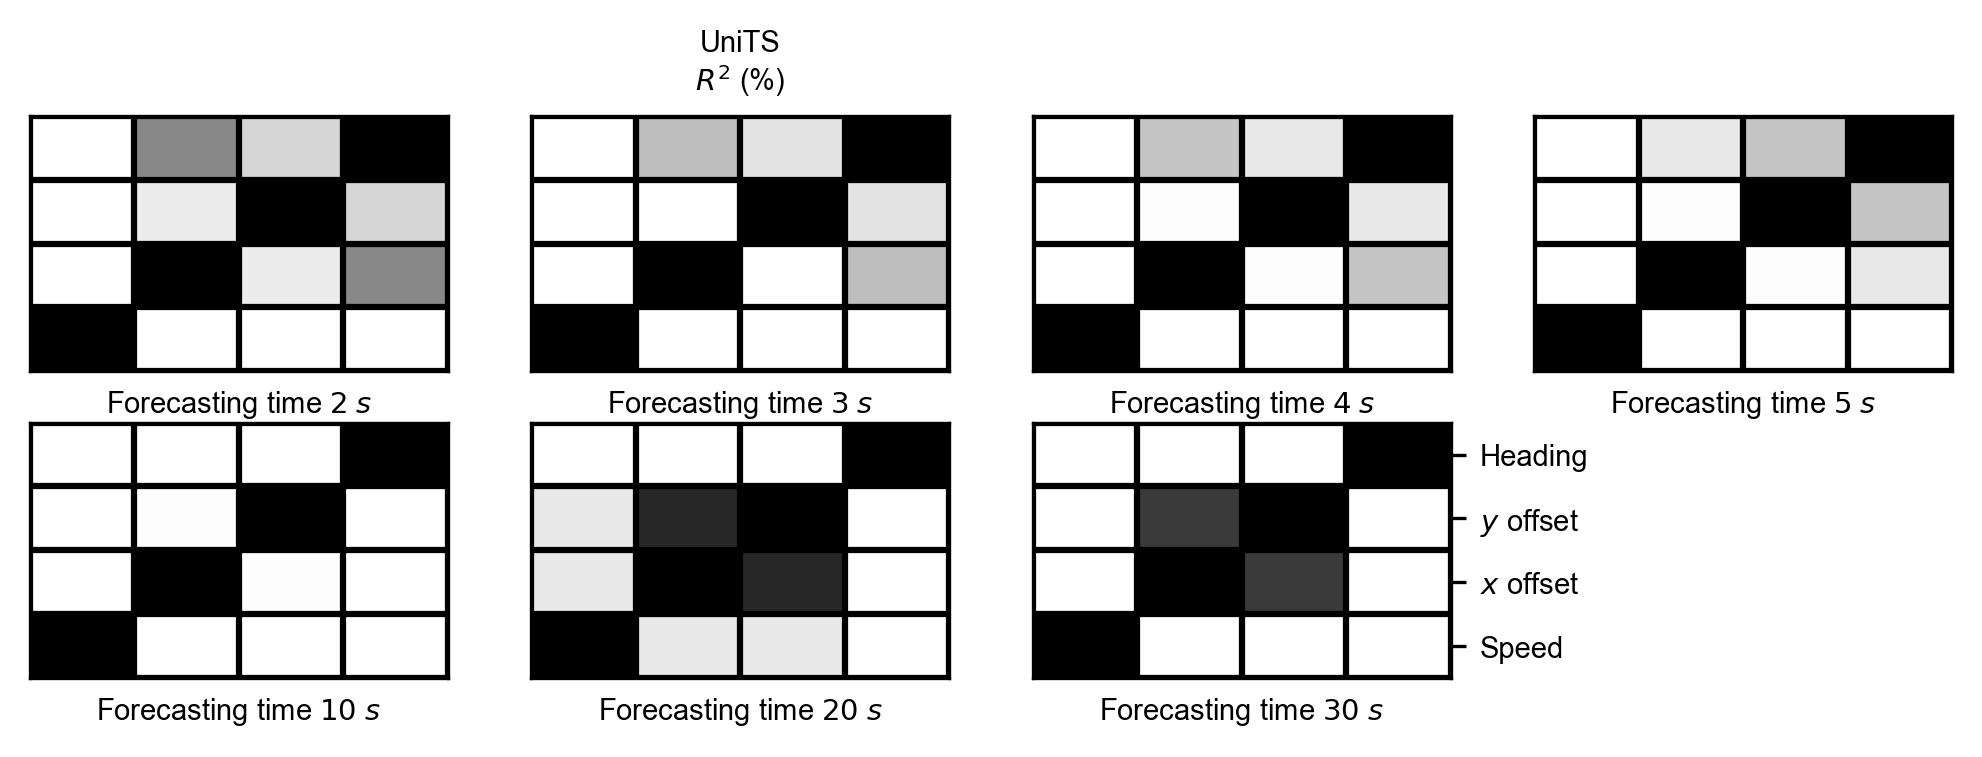 UniTS
R² (%)
Forecasting time 2 s
Forecasting time 3 s
Forecasting time 4 s
Forecasting time 5 s
Heading
y offset
x offset
Speed
Forecasting time 10 s
Forecasting time 20 s
Forecasting time 30 s